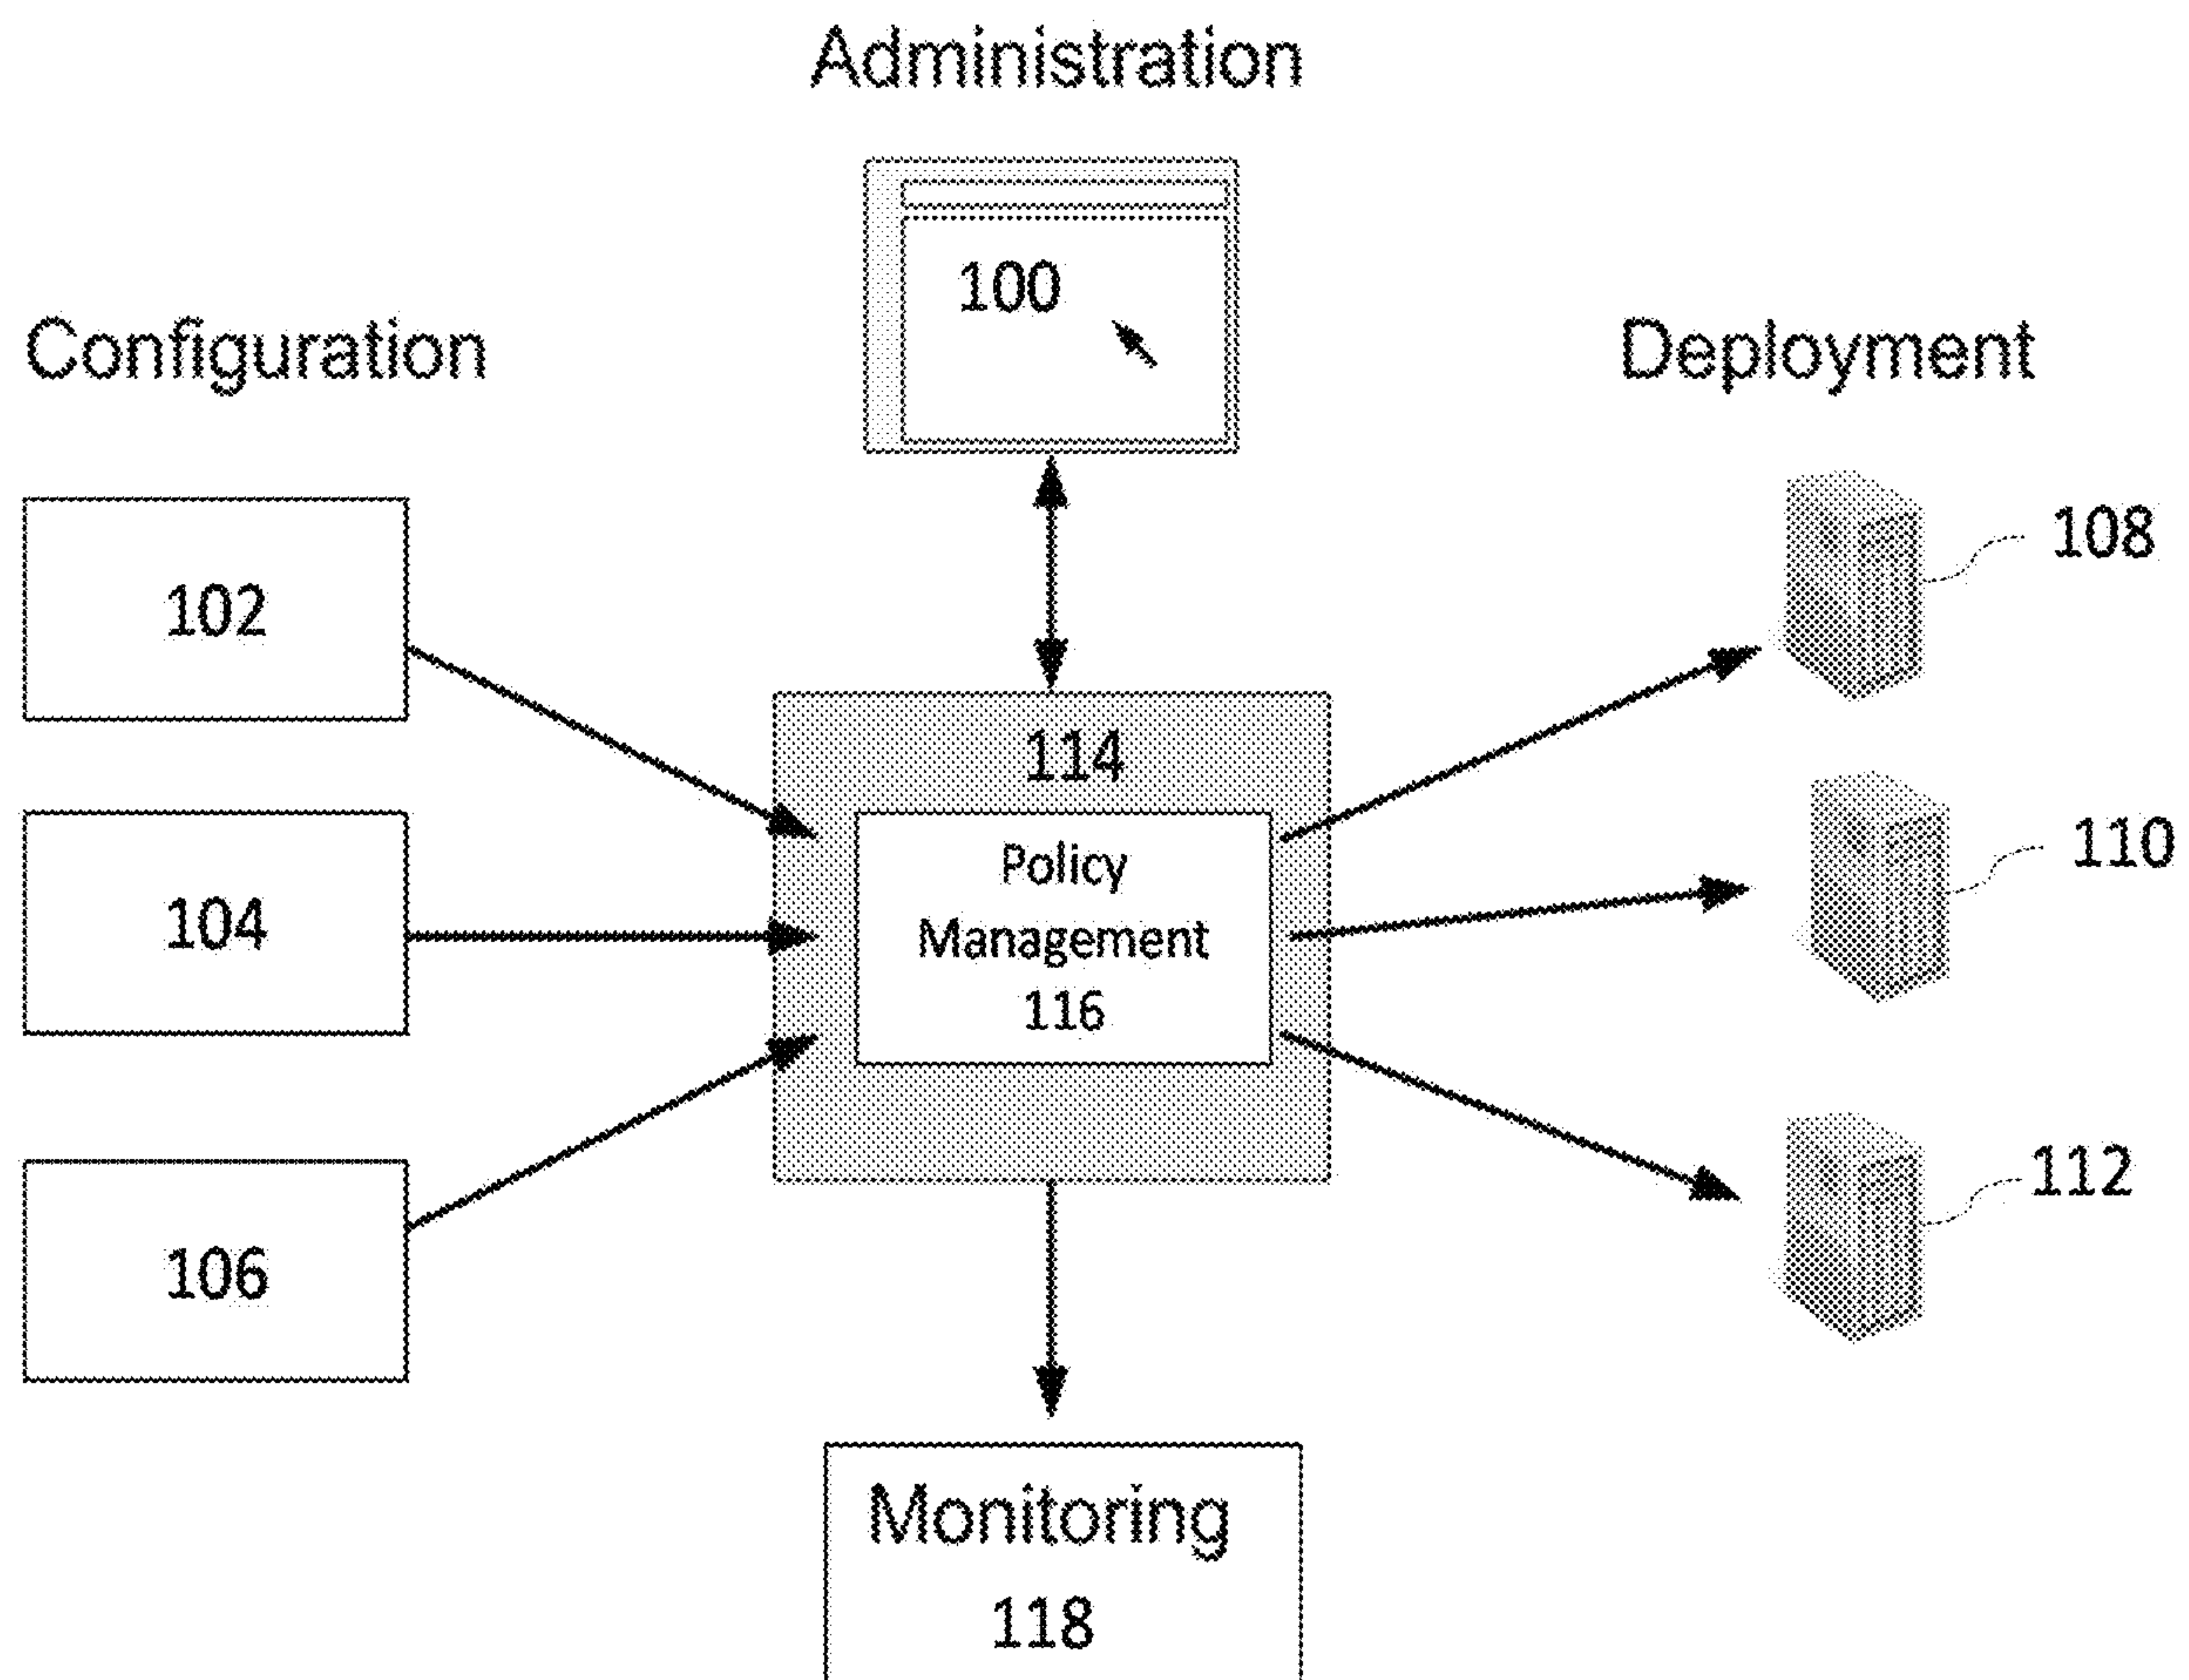 Administration
100
Configuration
Deployment
102
108
114
104
Policy
Management
116
110
106
112
Monitoring
118